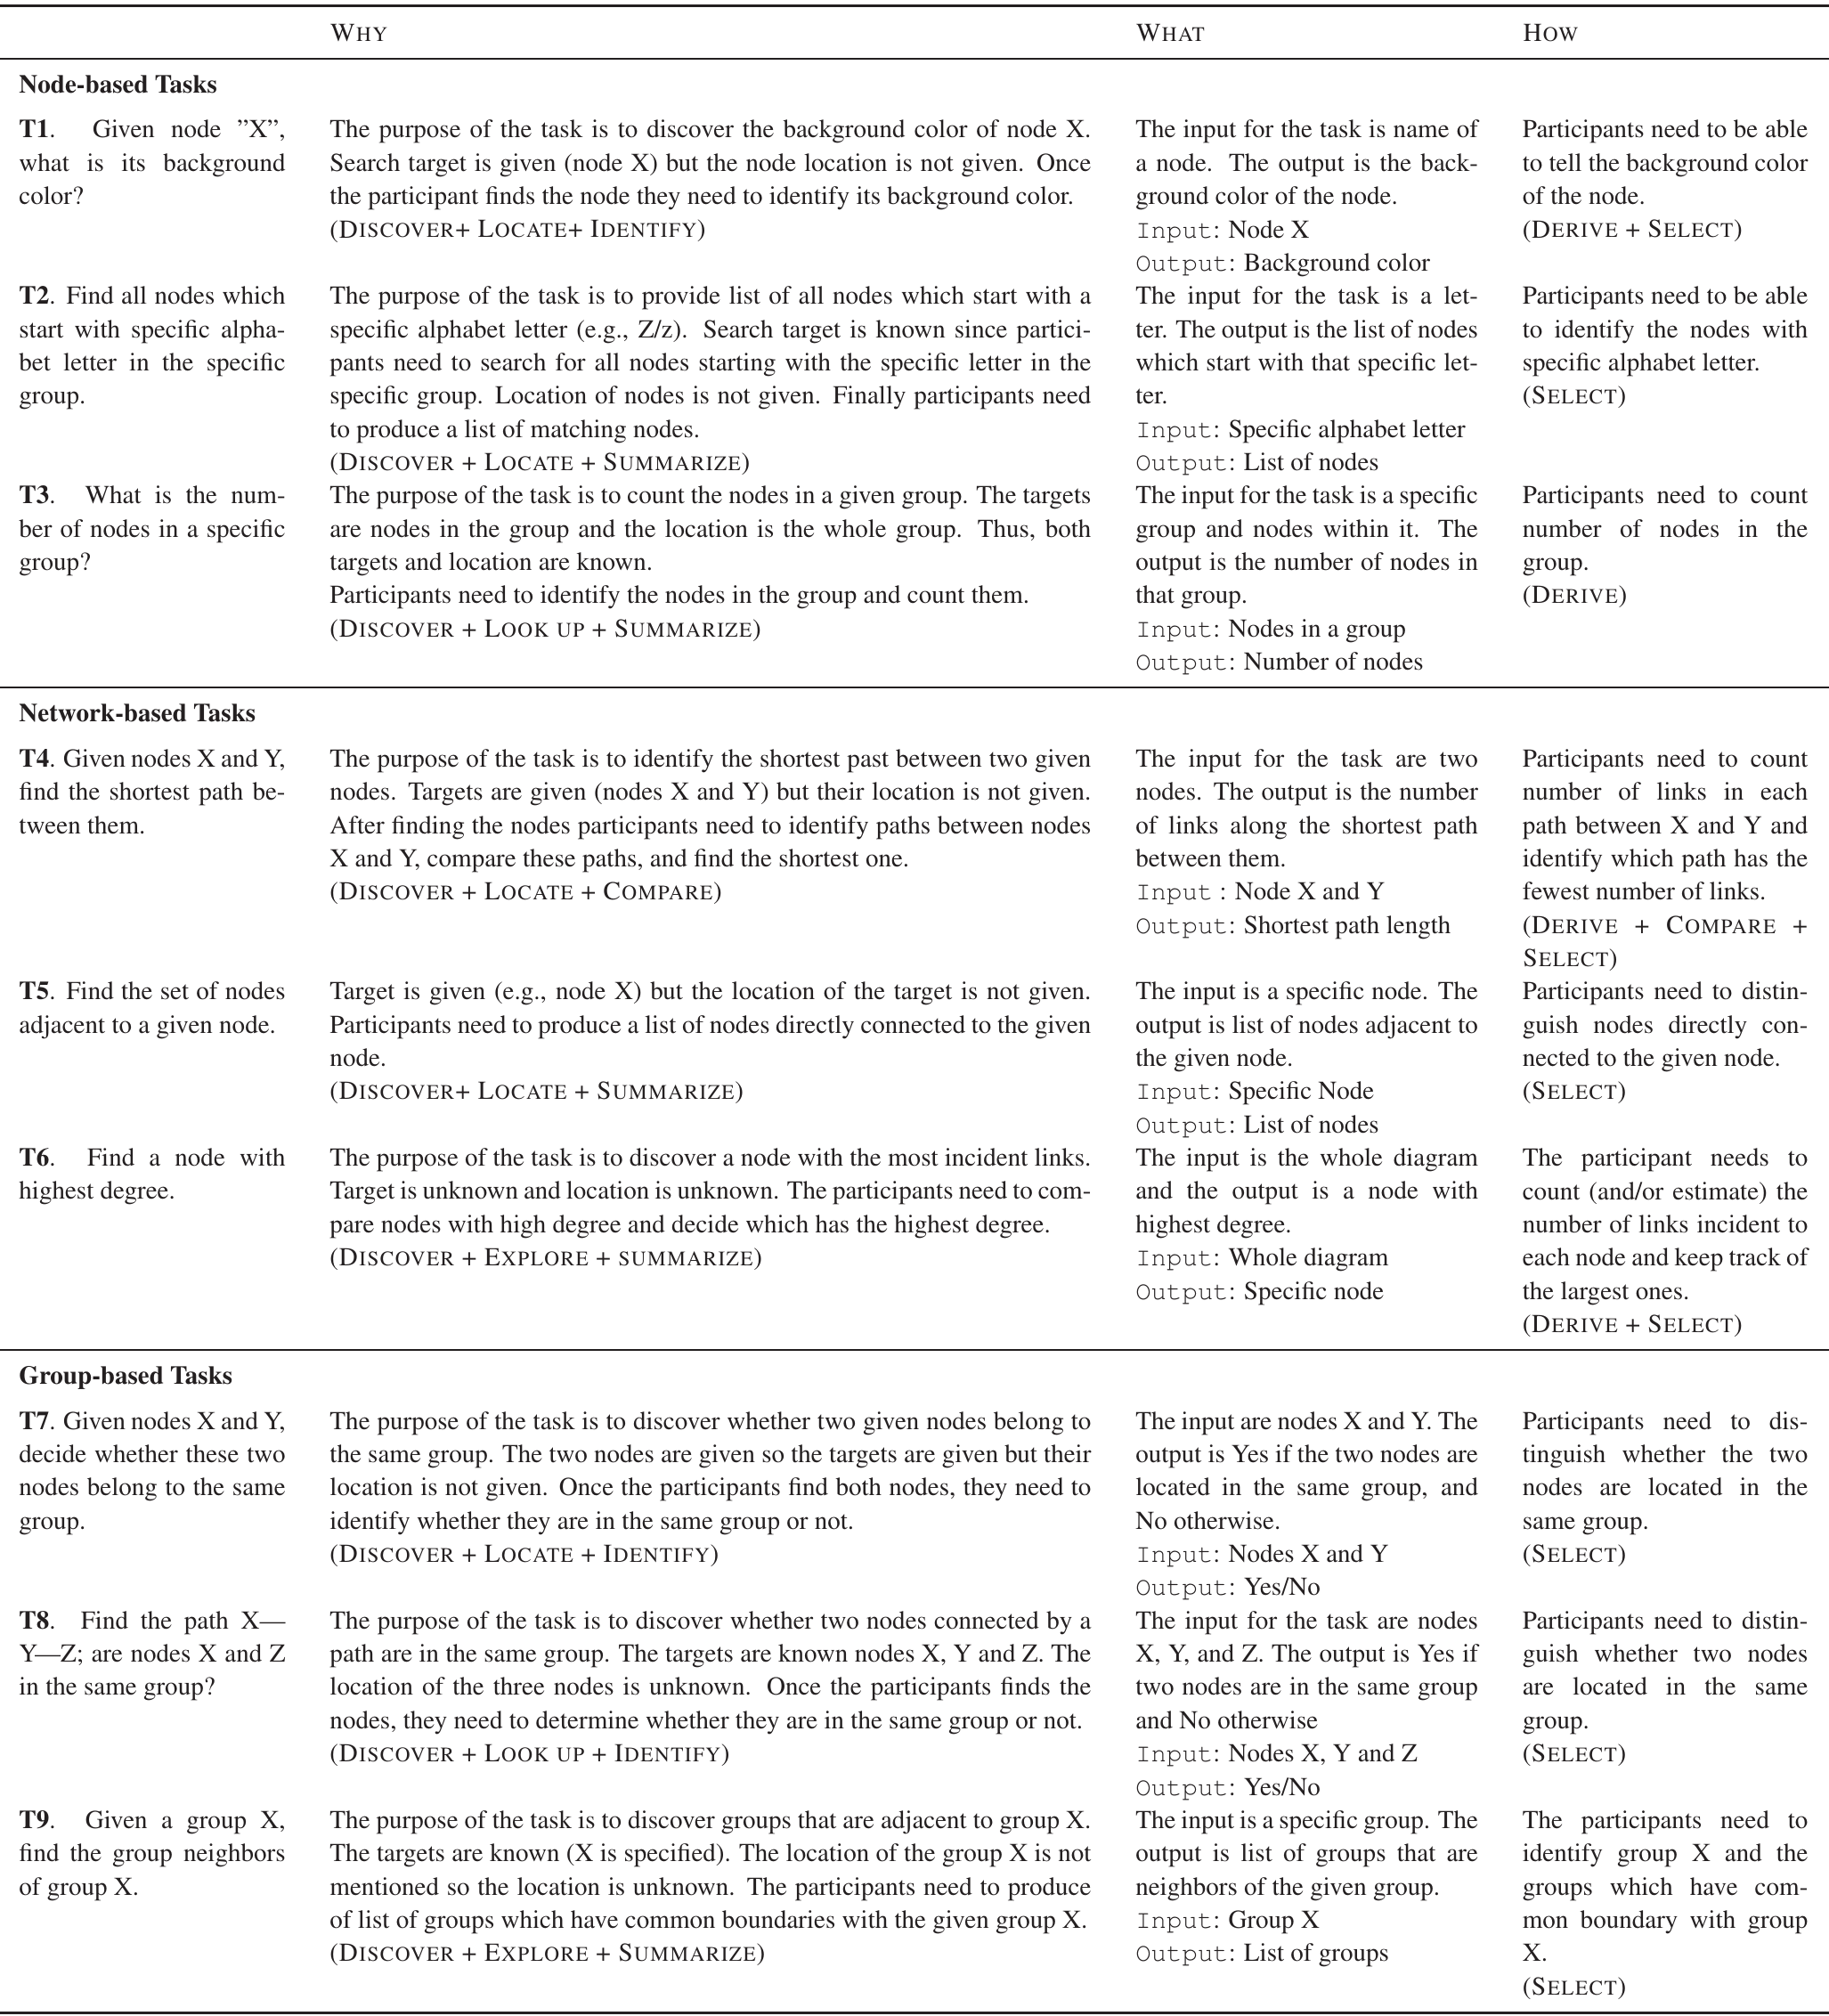 WHY WHAT HOW
Node-based Tasks
T1. Given node ”X”,
what is its background
color?
The purpose of the task is to discover the background color of node X.
Search target is given (node X) but the node location is not given. Once
the participant finds the node they need to identify its background color.
(DISCOVER+ LOCATE+ IDENTIFY)
The input for the task is name of
a node. The output is the back-
ground color of the node.
Input: Node X
Output: Background color
Participants need to be able
to tell the background color
of the node.
(DERIVE + SELECT)
T2. Find all nodes which
start with specific alpha-
bet letter in the specific
group.
The purpose of the task is to provide list of all nodes which start with a
specific alphabet letter (e.g., Z/z). Search target is known since partici-
pants need to search for all nodes starting with the specific letter in the
specific group. Location of nodes is not given. Finally participants need
to produce a list of matching nodes.
(DISCOVER + LOCATE + SUMMARIZE)
The input for the task is a let-
ter. The output is the list of nodes
which start with that specific let-
ter.
Input: Specific alphabet letter
Output: List of nodes
Participants need to be able
to identify the nodes with
specific alphabet letter.
(SELECT)
T3. What is the num-
ber of nodes in a specific
group?
The purpose of the task is to count the nodes in a given group. The targets
are nodes in the group and the location is the whole group. Thus, both
targets and location are known.
Participants need to identify the nodes in the group and count them.
(DISCOVER + LOOK UP + SUMMARIZE)
The input for the task is a specific
group and nodes within it. The
output is the number of nodes in
that group.
Input: Nodes in a group
Output: Number of nodes
Participants need to count
number of nodes in the
group.
(DERIVE)
Network-based Tasks
T4. Given nodes X and Y,
find the shortest path be-
tween them.
The purpose of the task is to identify the shortest past between two given
nodes. Targets are given (nodes X and Y) but their location is not given.
After finding the nodes participants need to identify paths between nodes
X and Y, compare these paths, and find the shortest one.
(DISCOVER + LOCATE + COMPARE)
The input for the task are two
nodes. The output is the number
of links along the shortest path
between them.
Input : Node X and Y
Output: Shortest path length
Participants need to count
number of links in each
path between X and Y and
identify which path has the
fewest number of links.
(DERIVE + COMPARE +
SELECT)
T5. Find the set of nodes
adjacent to a given node.
Target is given (e.g., node X) but the location of the target is not given.
Participants need to produce a list of nodes directly connected to the given
node.
(DISCOVER+ LOCATE + SUMMARIZE)
The input is a specific node. The
output is list of nodes adjacent to
the given node.
Input: Specific Node
Output: List of nodes
Participants need to distin-
guish nodes directly con-
nected to the given node.
(SELECT)
T6. Find a node with
highest degree.
The purpose of the task is to discover a node with the most incident links.
Target is unknown and location is unknown. The participants need to com-
pare nodes with high degree and decide which has the highest degree.
(DISCOVER + EXPLORE + SUMMARIZE)
The input is the whole diagram
and the output is a node with
highest degree.
Input: Whole diagram
Output: Specific node
The participant needs to
count (and/or estimate) the
number of links incident to
each node and keep track of
the largest ones.
(DERIVE + SELECT)
Group-based Tasks
T7. Given nodes X and Y,
decide whether these two
nodes belong to the same
group.
The purpose of the task is to discover whether two given nodes belong to
the same group. The two nodes are given so the targets are given but their
location is not given. Once the participants find both nodes, they need to
identify whether they are in the same group or not.
(DISCOVER + LOCATE + IDENTIFY)
The input are nodes X and Y. The
output is Yes if the two nodes are
located in the same group, and
No otherwise.
Input: Nodes X and Y
Output: Yes/No
Participants need to dis-
tinguish whether the two
nodes are located in the
same group.
(SELECT)
T8. Find the path X—
Y—Z; are nodes X and Z
in the same group?
The purpose of the task is to discover whether two nodes connected by a
path are in the same group. The targets are known nodes X, Y and Z. The
location of the three nodes is unknown. Once the participants finds the
nodes, they need to determine whether they are in the same group or not.
(DISCOVER + LOOK UP + IDENTIFY)
The input for the task are nodes
X, Y, and Z. The output is Yes if
two nodes are in the same group
and No otherwise
Input: Nodes X, Y and Z
Output: Yes/No
Participants need to distin-
guish whether two nodes
are located in the same
group.
(SELECT)
T9. Given a group X,
find the group neighbors
of group X.
The purpose of the task is to discover groups that are adjacent to group X.
The targets are known (X is specified). The location of the group X is not
mentioned so the location is unknown. The participants need to produce
of list of groups which have common boundaries with the given group X.
(DISCOVER + EXPLORE + SUMMARIZE)
The input is a specific group. The
output is list of groups that are
neighbors of the given group.
Input: Group X
Output: List of groups
The participants need to
identify group X and the
groups which have com-
mon boundary with group
X.
(SELECT)